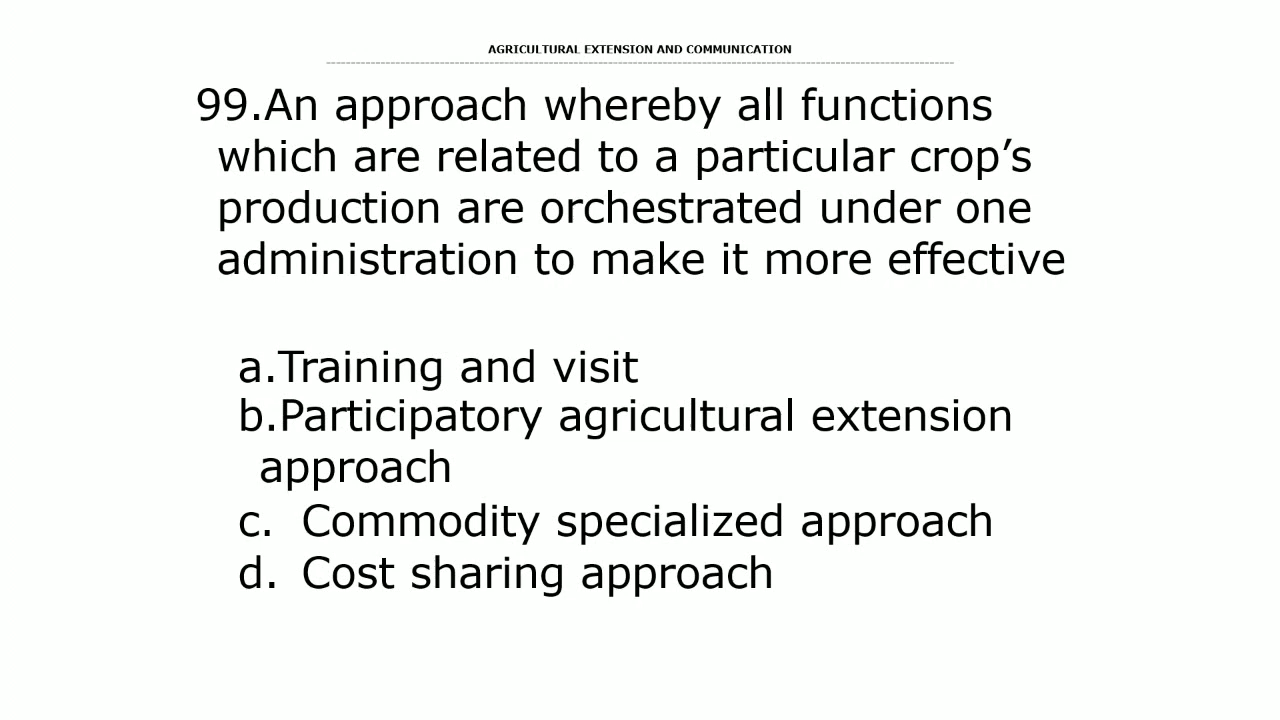 AGRICULTURAL EXTENSION AND COMMUNICATION
99.An approach whereby all functions
which are related to a particular crop’s
production are orchestrated under one
administration to make it more effective
a.Training and visit
b.Participatory agricultural extension
approach
c. Commodity specialized approach
d. Cost sharing approach